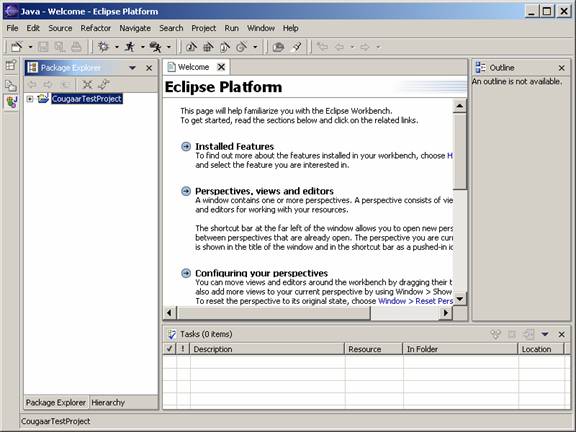 Java - Welcome - Eclipse Platform
File Edit Source Refactor Navigate Search Project Run Window Help
Package Explorer
CougaarTestProject
Welcome
Eclipse Platform
This page will help familiarize you with the Eclipse Workbench.
To get started, read the sections below and click on the related links.
Installed Features
To find out more about the features installed in your workbench, choose H
and select the feature you are interested in.
Perspectives, views and editors
A window contains one or more perspectives. A perspective consists of vie
and editors for working with your resources.
The shortcut bar at the far left of the window allows you to open new pers
between perspectives that are already open. The perspective you are curr
is shown in the title of the window and in the shortcut bar as a pushed-in ic
Configuring your perspectives
You can move views and editors around the workbench by dragging their t
also add more views to your current perspective by using Window > Show
To reset the perspective to its original state, choose Window > Reset Pers
Outline
An outline is not available.
Tasks (0 items)
! Description Resource In Folder Location
Package Explorer Hierarchy
CougaarTestProject